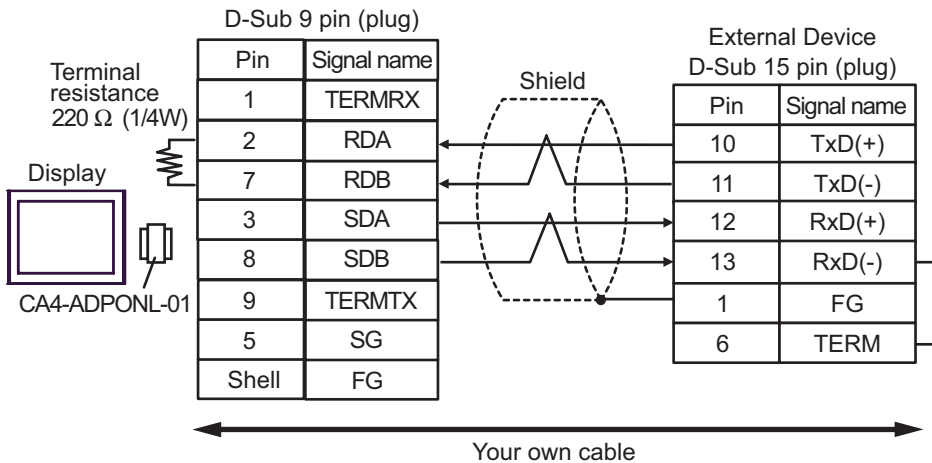 D-Sub 9 pin (plug)
Pin Signal name
1 TERMRX
2 RDA
7 RDB
3 SDA
8 SDB
9 TERMTX
5 SG
Shell FG
Terminal
resistance
220 Ω (1/4W)
Display
CA4-ADPONL-01
Shield
External Device
D-Sub 15 pin (plug)
Pin Signal name
10 TxD(+)
11 TxD(-)
12 RxD(+)
13 RxD(-)
1 FG
6 TERM
Your own cable